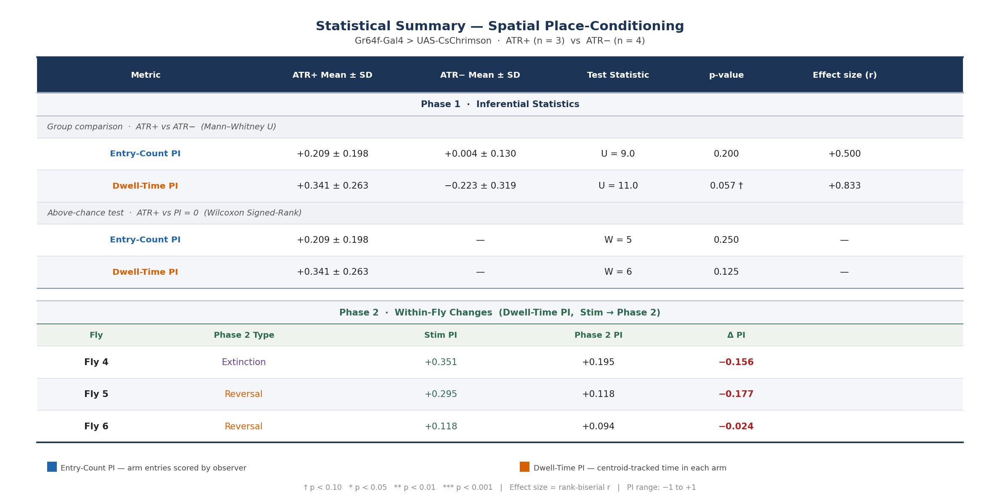 Statistical Summary — Spatial Place-Conditioning
Gr64f-Gal4 > UAS-CsChrimson · ATR+ (n = 3) vs ATR− (n = 4)
Metric ATR+ Mean ± SD ATR− Mean ± SD Test Statistic p-value Effect size (r)
Phase 1 · Inferential Statistics
Group comparison · ATR+ vs ATR− (Mann–Whitney U)
Entry-Count PI +0.209 ± 0.198 +0.004 ± 0.130 U = 9.0 0.200 +0.500
Dwell-Time PI +0.341 ± 0.263 −0.223 ± 0.319 U = 11.0 0.057 † +0.833
Above-chance test · ATR+ vs PI = 0 (Wilcoxon Signed-Rank)
Entry-Count PI +0.209 ± 0.198 — W = 5 0.250 —
Dwell-Time PI +0.341 ± 0.263 — W = 6 0.125 —
Phase 2 · Within-Fly Changes (Dwell-Time PI, Stim → Phase 2)
Fly Phase 2 Type Stim PI Phase 2 PI Δ PI
Fly 4 Extinction +0.351 +0.195 −0.156
Fly 5 Reversal +0.295 +0.118 −0.177
Fly 6 Reversal +0.118 +0.094 −0.024
Entry-Count PI — arm entries scored by observer Dwell-Time PI — centroid-tracked time in each arm
† p < 0.10 * p < 0.05 ** p < 0.01 *** p < 0.001 | Effect size = rank-biserial r | PI range: −1 to +1